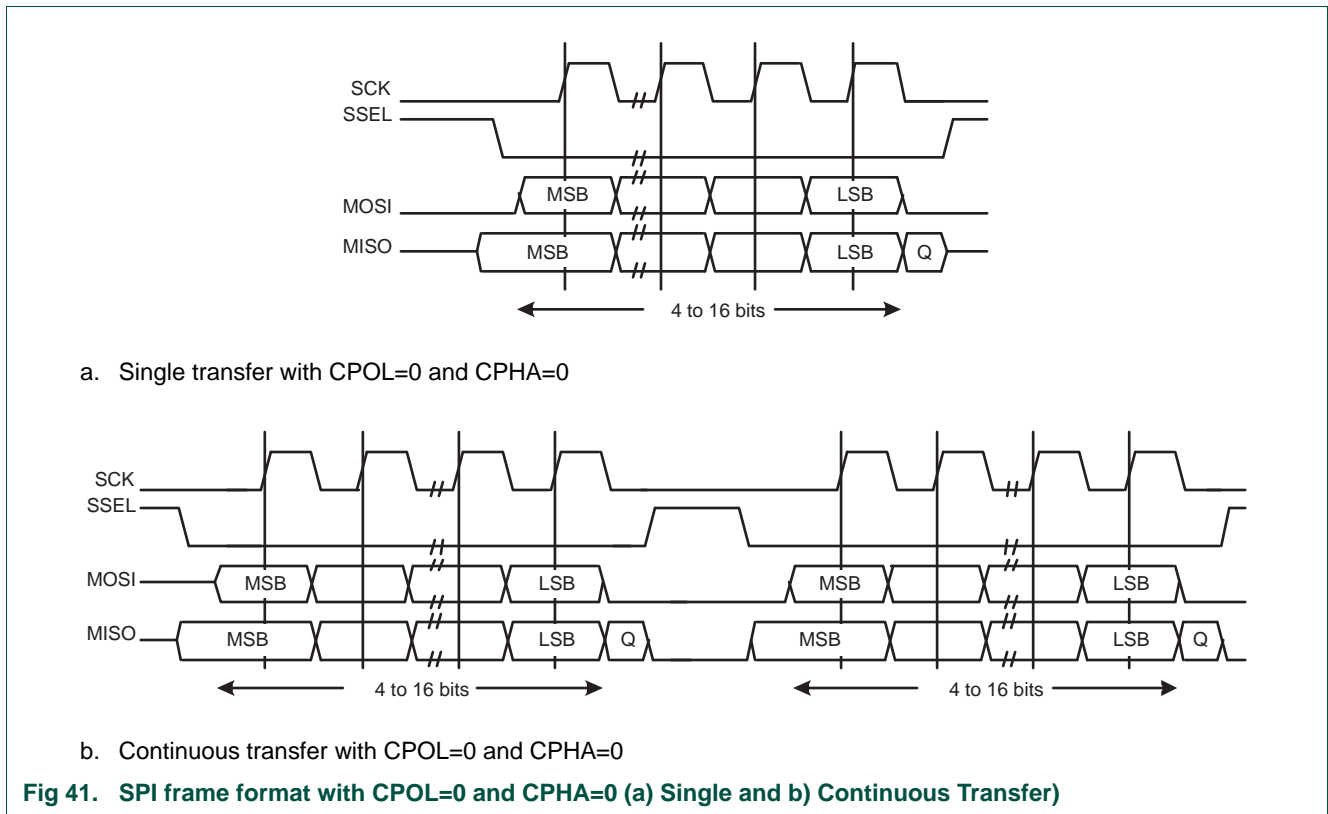 SCK
SSEL
MOSI
MSB
LSB
MISO
MSB
LSB
Q
4 to 16 bits
a. Single transfer with CPOL=0 and CPHA=0
SCK
SSEL
MOSI
MSB
LSB
MSB
LSB
MISO
MSB
LSB
Q
MSB
LSB
Q
4 to 16 bits
4 to 16 bits
b. Continuous transfer with CPOL=0 and CPHA=0
Fig 41. SPI frame format with CPOL=0 and CPHA=0 (a) Single and b) Continuous Transfer)